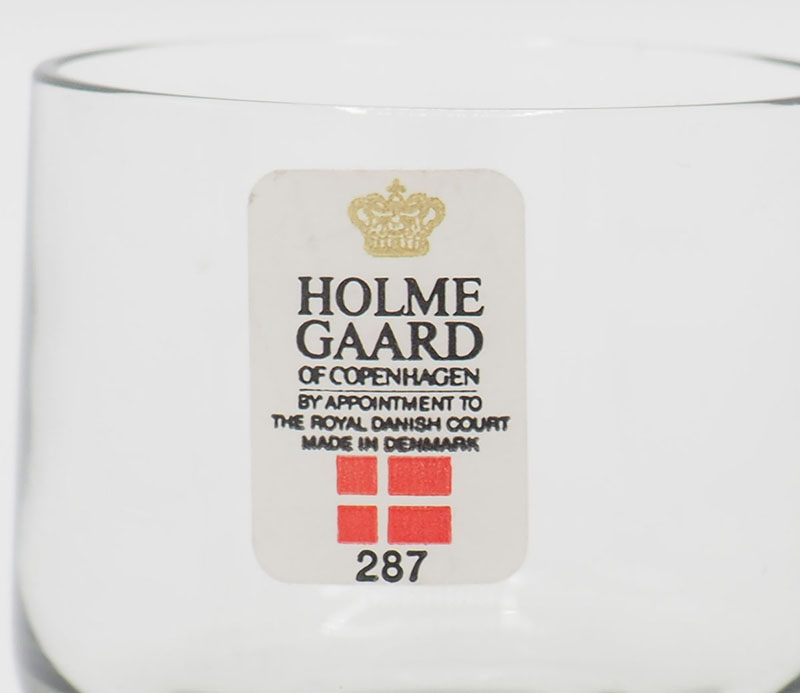 HOLME
GAARD
OF COPENHAGEN
BY APPOINTMENT TO
THE ROYAL DANISH COURT
MADE IN DENMARK
287